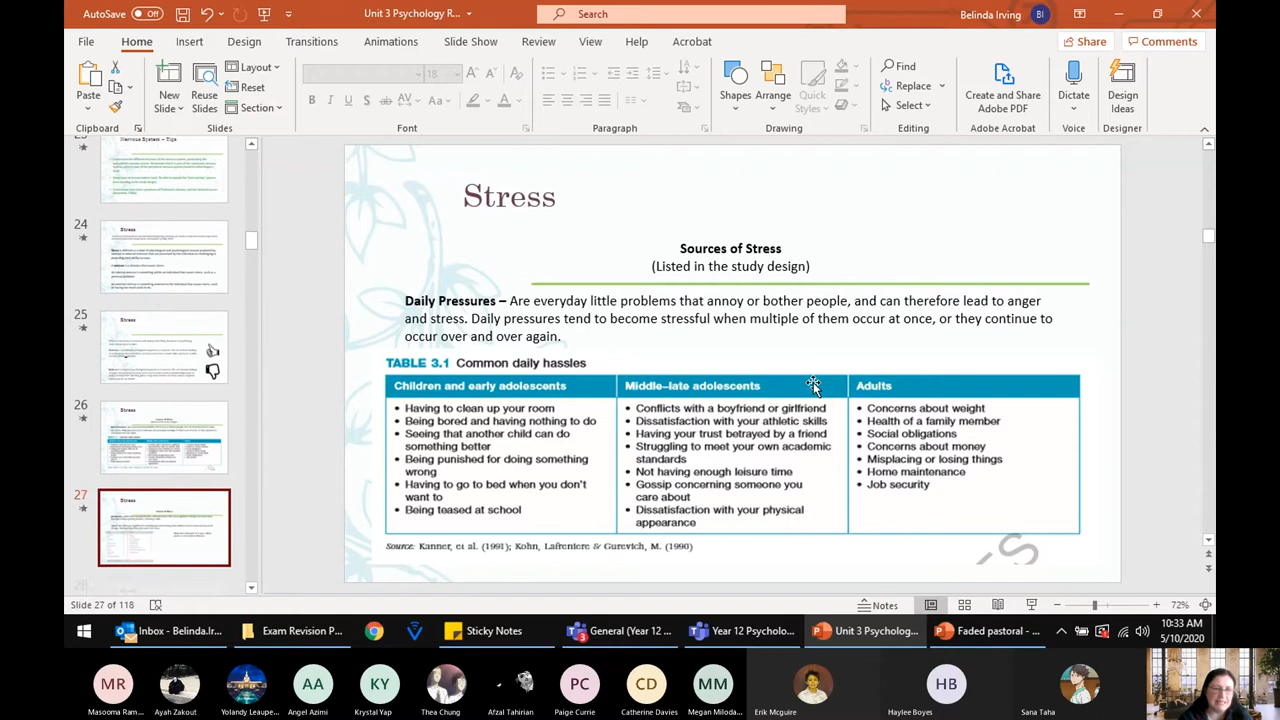 AutoSave Off
Unit 3 Psychology R...
Search
Belinda Irving BI
File Home Insert Design Transitions Animations Slide Show Review View Help Acrobat
Share Comments
Paste
New Slide
Reuse Slides
Layout
Reset
Section
18
Shapes
Arrange
Quick Styles
Find
Replace
Select
Create and Share Adobe PDF
Dictate
Design Ideas
Clipboard Slides Font Paragraph Drawing Editing Adobe Acrobat Voice Designer
Nervous System – Tips
24
Stress
25
Stress
26
Stress
27
Stress
28
Stress
Sources of Stress
(Listed in the study design)
Daily Pressures – Are everyday little problems that annoy or bother people, and can therefore lead to anger
and stress. Daily pressures tend to become stressful when multiple of them occur at once, or they continue to
occur over and over again.
BLE 3.1 Common daily hassles
Children and early adolescents
• Having to clean up your room
• Being bored and having nothing to do
• Seeing that another child can do
something better
• Being punished for doing something
wrong
• Having to go to bed when you don't
want to
• Being teased at school
Middle–late adolescents
• Conflicts with a boyfriend or girlfriend
• Dissatisfaction with your athletic skills
• Having your trust betrayed by a friend
• Struggling to meet your own academic
standards
• Not having enough leisure time
• Gossip concerning someone you
care about
• Dissatisfaction with your physical
appearance
Adults
• Concerns about weight
• Health of a family member
• Social obligations
• Concerns about money
• Misplacing or losing things
• Home maintenance
• Job security
Source: Kanner, et al. (1991); Kohn, Lafreniere & Gurevich, M. (1990)
Slide 27 of 118
Notes
72%
Inbox - Belinda.Ir...
Exam Revision P...
Sticky Notes
General (Year 12 ...
Year 12 Psycholo...
Unit 3 Psycholog...
Faded pastoral - ...
10:33 AM
5/10/2020
MR AA KY PC CD MM HB
Masooma Ram...
Ayah Zakout
Yolandy Leaupe...
Angel Azimi
Krystal Yap
Thea Chung
Afzal Tahirian
Paige Currie
Catherine Davies
Megan Miloda...
Erik Mcguire
Haylee Boyes
Sana Taha